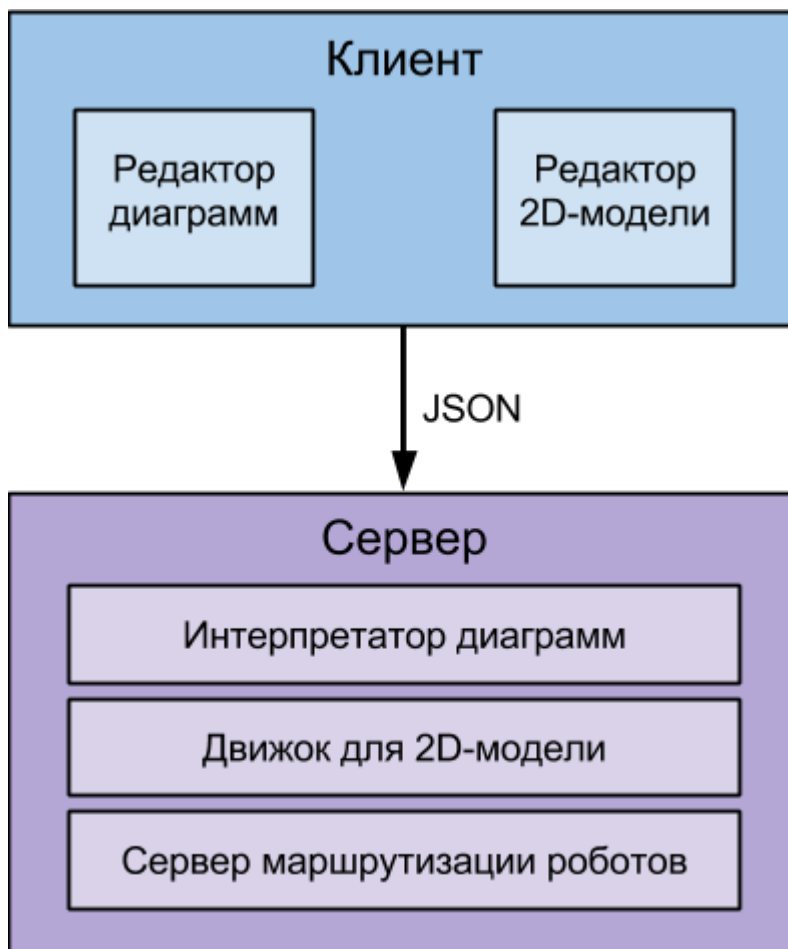 Клиент
Редактор
диаграмм
Редактор
2D-модели
JSON
Сервер
Интерпретатор диаграмм
Движок для 2D-модели
Сервер маршрутизации роботов